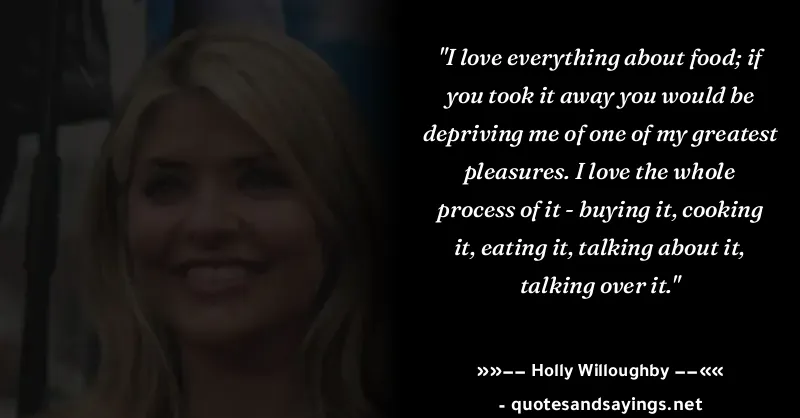 "I love everything about food; if
you took it away you would be
depriving me of one of my greatest
pleasures. I love the whole
process of it - buying it, cooking
it, eating it, talking about it,
talking over it."
»»−− Holly Willoughby −−««
- quotesandsayings.net